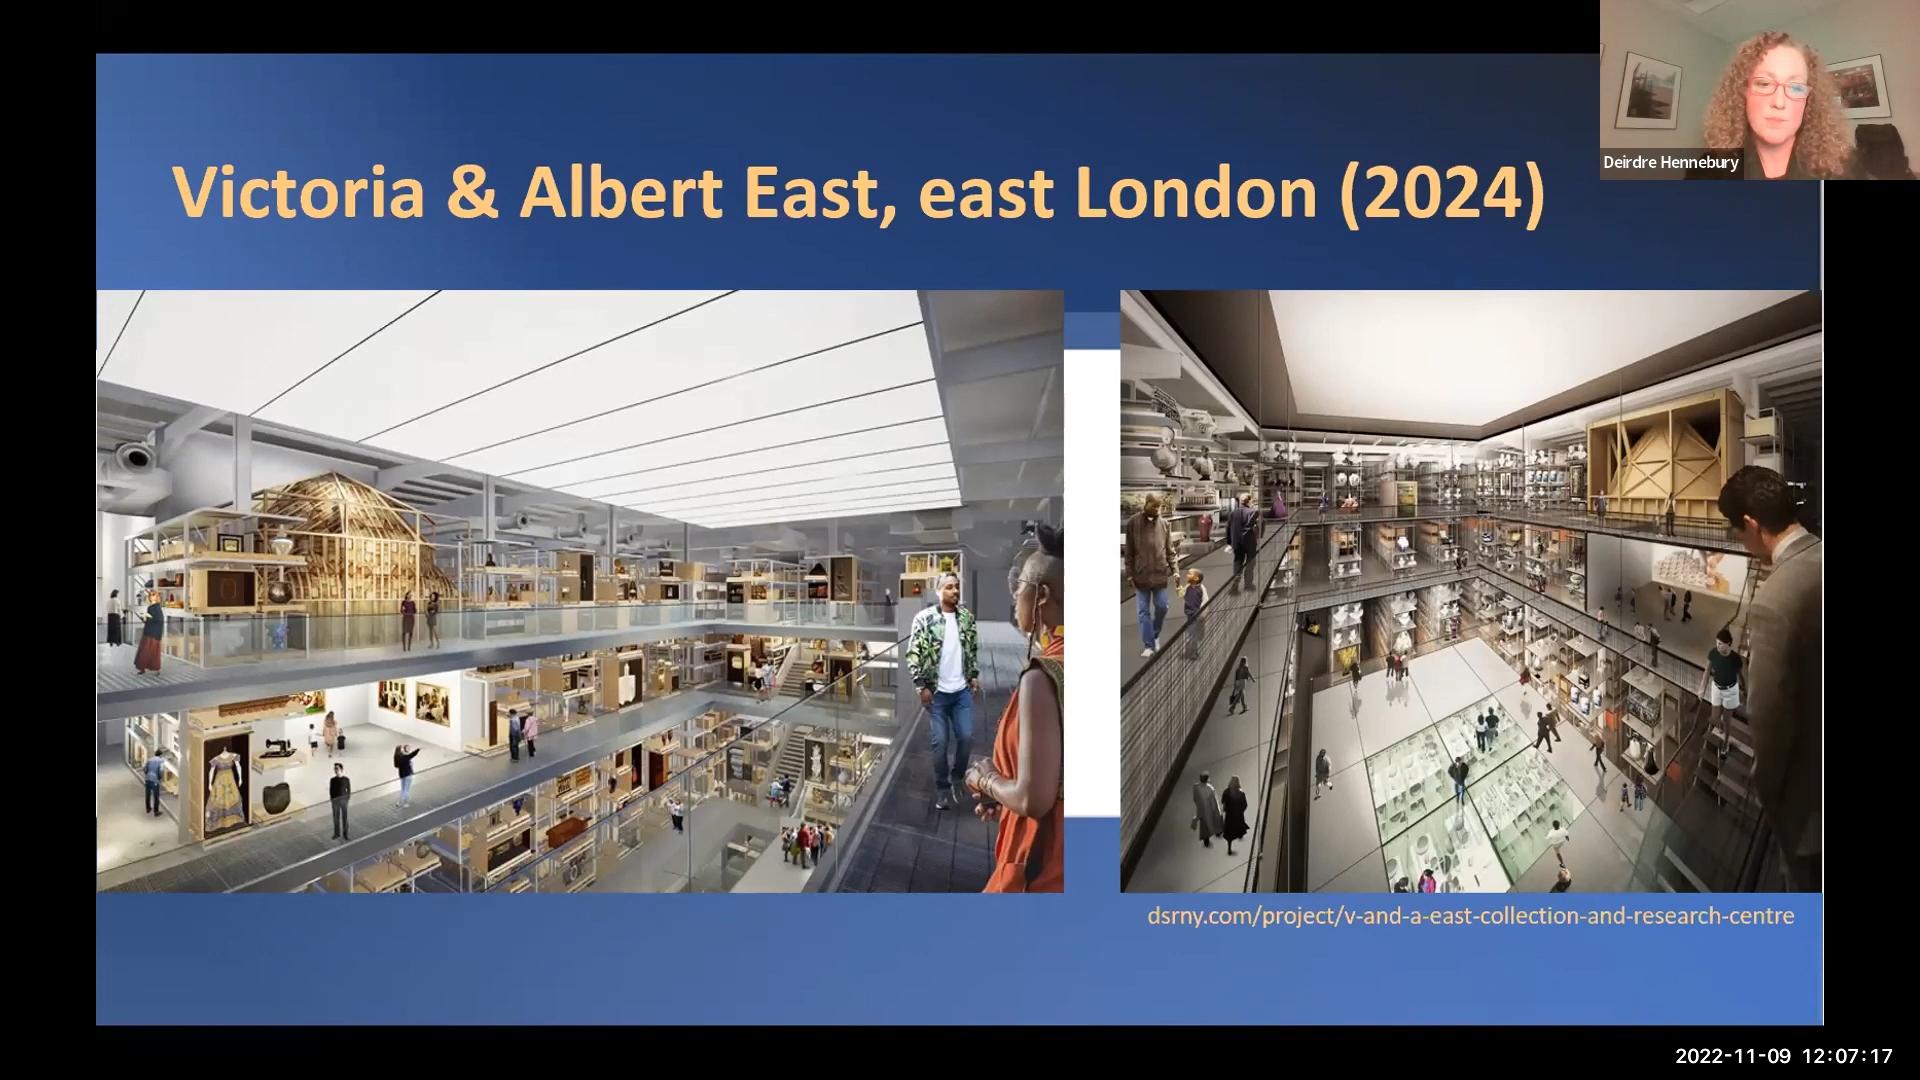 Victoria & Albert East, east London (2024)
Deirdre Hennebury
dsrny.com/project/v-and-a-east-collection-and-research-centre
2022-11-09 12:07:17